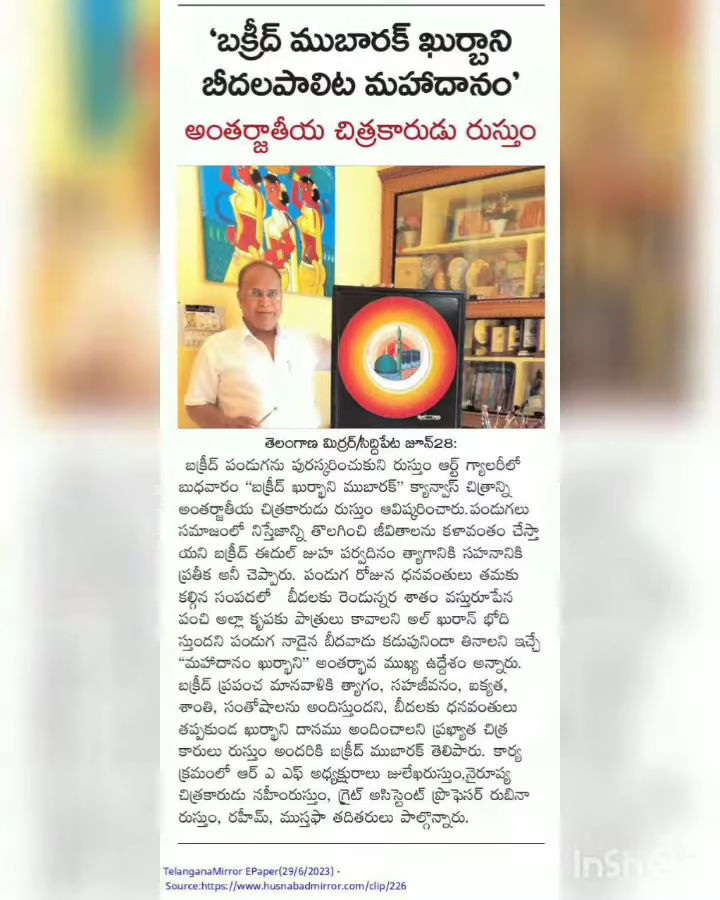 ‘బక్రీద్ ముబారక్ ఖుర్బాని
బీదలపాలిట మహాదానం’
అంతర్జాతీయ చిత్రకారుడు రుస్తుం
తెలంగాణ మిర్రర్/సిద్దిపేట జూన్28:
బక్రీద్ పండుగను పురస్కరించుకుని రుస్తుం ఆర్ట్ గ్యాలరీలో
బుధవారం “బక్రీద్ ఖుర్భాని ముబారక్” క్యాన్వాస్ చిత్రాన్ని
అంతర్జాతీయ చిత్రకారుడు రుస్తుం ఆవిష్కరించారు.పండుగలు
సమాజంలో నిస్తేజాన్ని తొలగించి జీవితాలను కళావంతం చేస్తా
యని బక్రీద్ ఈదుల్ జుహ పర్వదినం త్యాగానికి సహనానికి
ప్రతీక అనీ చెప్పారు. పండుగ రోజున ధనవంతులు తమకు
కల్గిన సంపదలో బీదలకు రెండున్నర శాతం వస్తురూపేన
పంచి అల్లా కృపకు పాత్రులు కావాలని అల్ ఖురాన్ భోది
స్తుందని పండుగ నాడైన బీదవాడు కడుపునిండా తినాలని ఇచ్చే
“మహాదానం ఖుర్భాని” అంతర్భావ ముఖ్య ఉద్దేశం అన్నారు.
బక్రీద్ ప్రపంచ మానవాళికి త్యాగం, సహజీవనం, ఐక్యత,
శాంతి, సంతోషాలను అందిస్తుందని, బీదలకు ధనవంతులు
తప్పకుండ ఖుర్భాని దానము అందించాలని ప్రఖ్యాత చిత్ర
కారులు రుస్తుం అందరికి బక్రీద్ ముబారక్ తెలిపారు. కార్య
క్రమంలో ఆర్ ఎ ఎఫ్ అధ్యక్షురాలు జులేఖరుస్తుం,నైరూప్య
చిత్రకారుడు నహీంరుస్తుం, గ్రైట్ అసిస్టెంట్ ప్రొఫెసర్ రుబినా
రుస్తుం, రహీమ్, ముస్తఫా తదితరులు పాల్గొన్నారు.
TelanganaMirror EPaper(29/6/2023) -
Source:https://www.husnabadmirror.com/clip/226